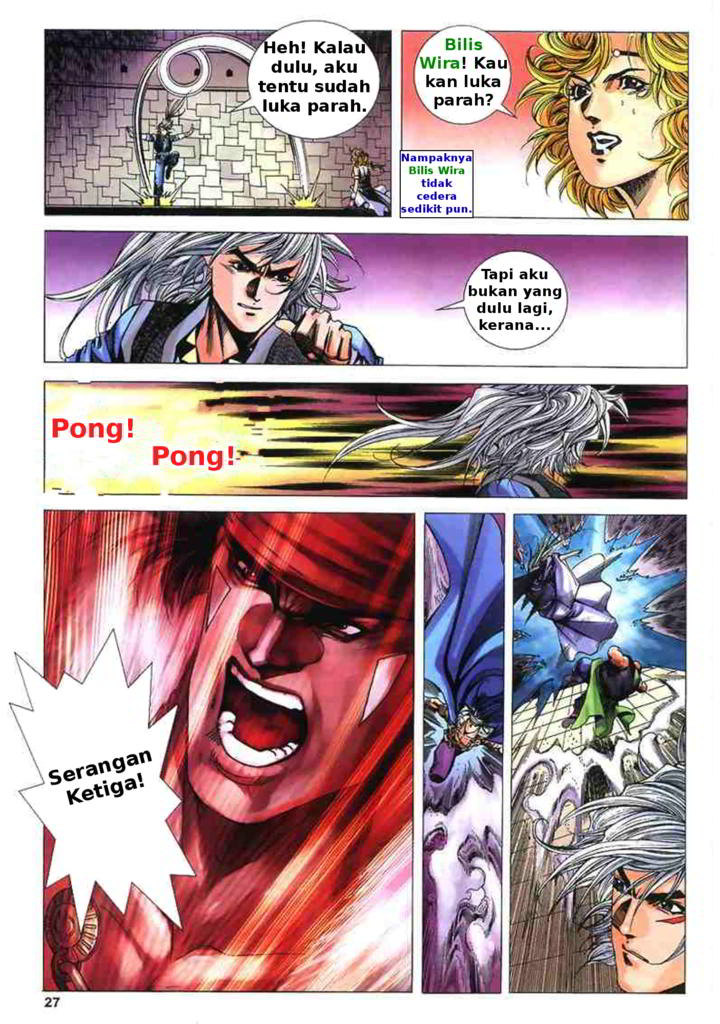 Heh! Kalau
dulu, aku
tentu sudah
luka parah.
Bilis
Wira! Kau
kan luka
parah?
Nampaknya
Bilis Wira
tidak
cedera
sedikit pun.
Tapi aku
bukan yang
dulu lagi,
kerana...
Pong!
Pong!
Serangan
Ketiga!
27